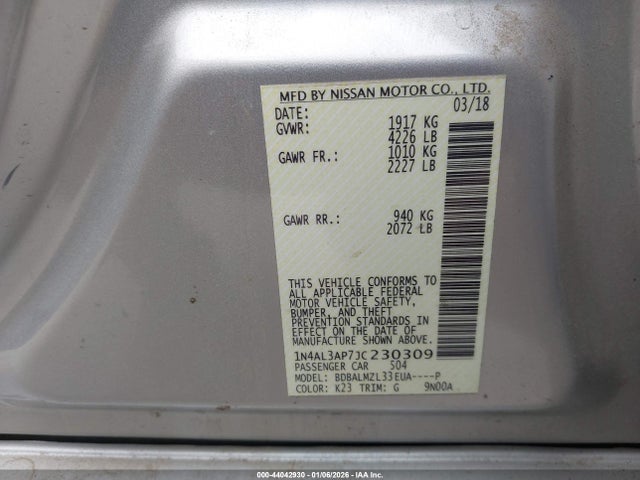 MFD BY NISSAN MOTOR CO., LTD.
DATE: 03/18
GVWR: 1917 KG
4226 LB
GAWR FR.: 1010 KG
2227 LB
GAWR RR.: 940 KG
2072 LB
THIS VEHICLE CONFORMS TO
ALL APPLICABLE FEDERAL
MOTOR VEHICLE SAFETY,
BUMPER, AND THEFT
PREVENTION STANDARDS IN
EFFECT ON THE DATE OF
MANUFACTURE SHOWN ABOVE.
1N4AL3AP7JC230309
PASSENGER CAR 504
MODEL: BDBALMZL33EUA----P
COLOR: K23 TRIM: G 9N00A
000-44042930 - 01/06/2026 - IAA Inc.